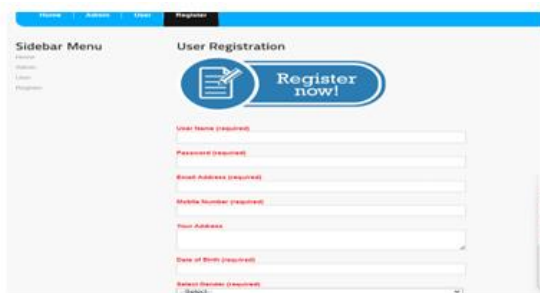 Home Admin User Register
Sidebar Menu
Home
Admin
User
Register
User Registration
Register
now!
User Name (required)
Password (required)
Email Address (required)
Mobile Number (required)
Your Address
Date of Birth (required)
Select Gender (required)
--Select--